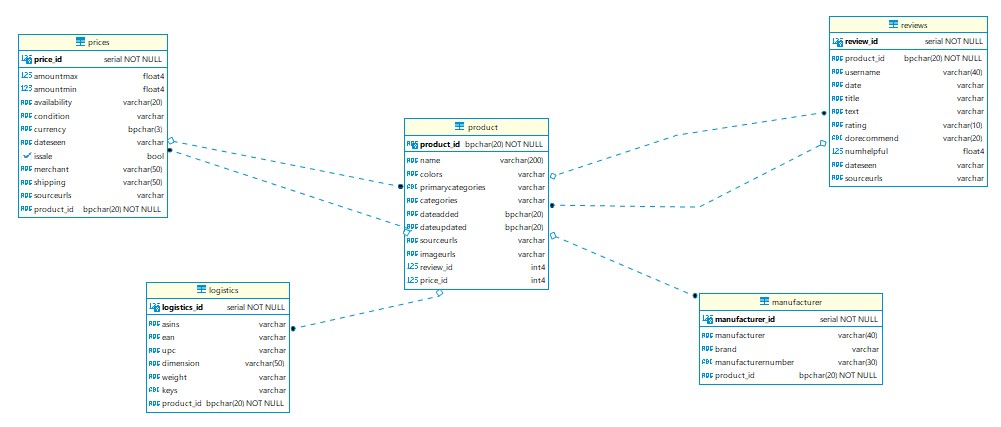 prices
price_id serial NOT NULL
amountmax float4
amountmin float4
availability varchar(20)
condition varchar
currency bpchar(3)
dateseen varchar
issale bool
merchant varchar(50)
shipping varchar(50)
sourceurls varchar
product_id bpchar(20) NOT NULL
product
product_id bpchar(20) NOT NULL
name varchar(200)
colors varchar
primarycategories varchar
categories varchar
dateadded bpchar(20)
dateupdated bpchar(20)
sourceurls varchar
imageurls varchar
review_id int4
price_id int4
reviews
review_id serial NOT NULL
product_id bpchar(20) NOT NULL
username varchar(40)
date varchar
title varchar
text varchar
rating varchar(10)
dorecommend varchar(20)
numhelpful float4
dateseen varchar
sourceurls varchar
logistics
logistics_id serial NOT NULL
asins varchar
ean varchar
upc varchar
dimension varchar(50)
weight varchar
keys varchar
product_id bpchar(20) NOT NULL
manufacturer
manufacturer_id serial NOT NULL
manufacturer varchar(40)
brand varchar
manufacturernumber varchar(30)
product_id bpchar(20) NOT NULL